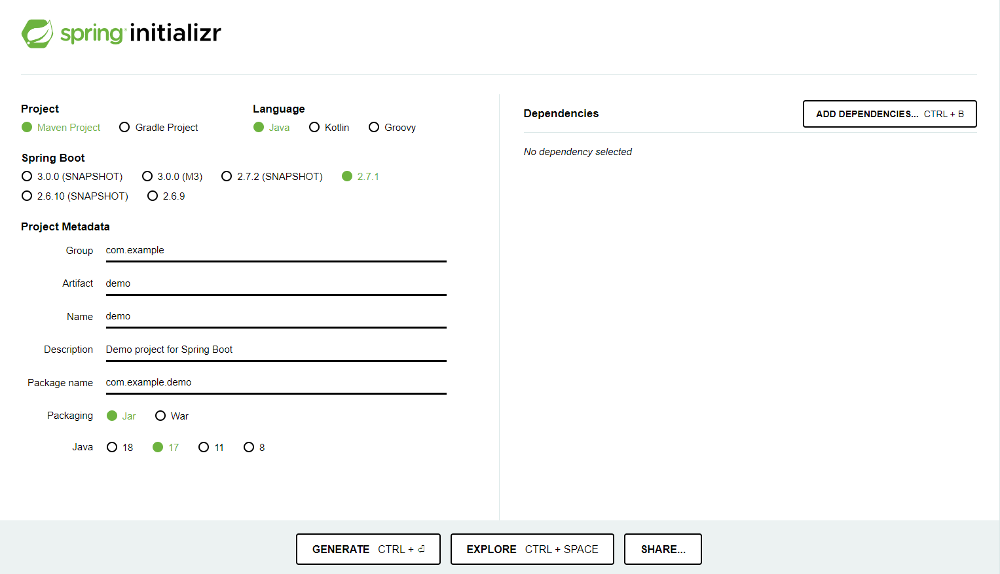 spring initializr
Project
Maven Project Gradle Project
Language
Java Kotlin Groovy
Spring Boot
3.0.0 (SNAPSHOT) 3.0.0 (M3) 2.7.2 (SNAPSHOT) 2.7.1
2.6.10 (SNAPSHOT) 2.6.9
Project Metadata
Group com.example
Artifact demo
Name demo
Description Demo project for Spring Boot
Package name com.example.demo
Packaging Jar War
Java 18 17 11 8
Dependencies ADD DEPENDENCIES... CTRL + B
No dependency selected
GENERATE CTRL + ⏎ EXPLORE CTRL + SPACE SHARE...